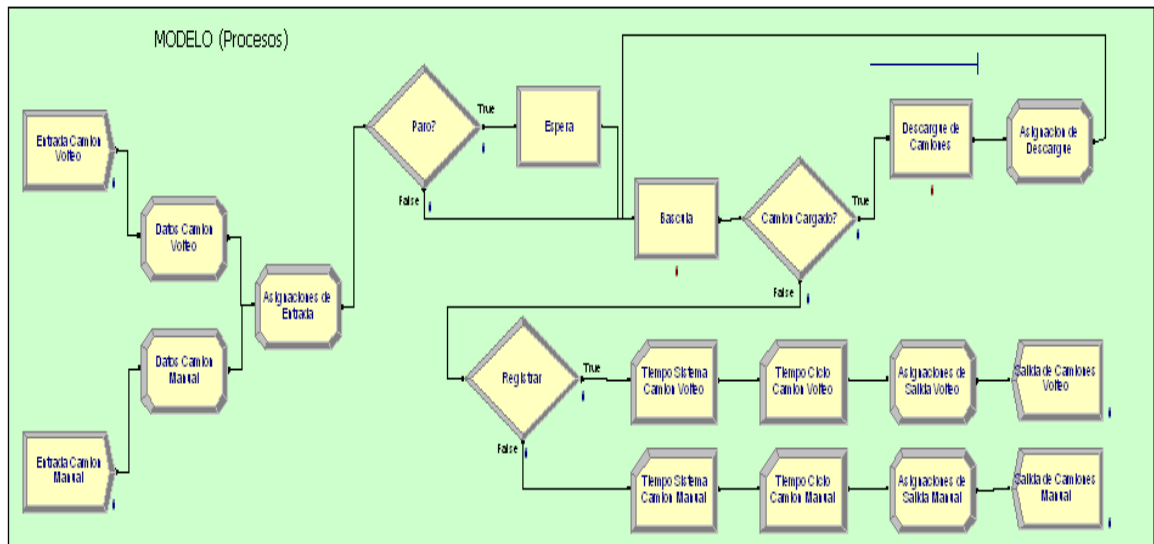 MODELO (Procesos)
Entrada Camion
Volteo
Datos Camion
Volteo
Asignaciones de
Entrada
Datos Camion
Manual
Entrada Camion
Manual
Paro?
True
False
Espera
Bascula
Camion Cargado?
True
False
Descargue de
Camiones
Asignacion de
Descargue
Registrar
True
False
Tiempo Sistema
Camion Volteo
Tiempo Ciclo
Camion Volteo
Asignaciones de
Salida Volteo
Salida de Camiones
Volteo
Tiempo Sistema
Camion Manual
Tiempo Ciclo
Camion Manual
Asignaciones de
Salida Manual
Salida de Camiones
Manual